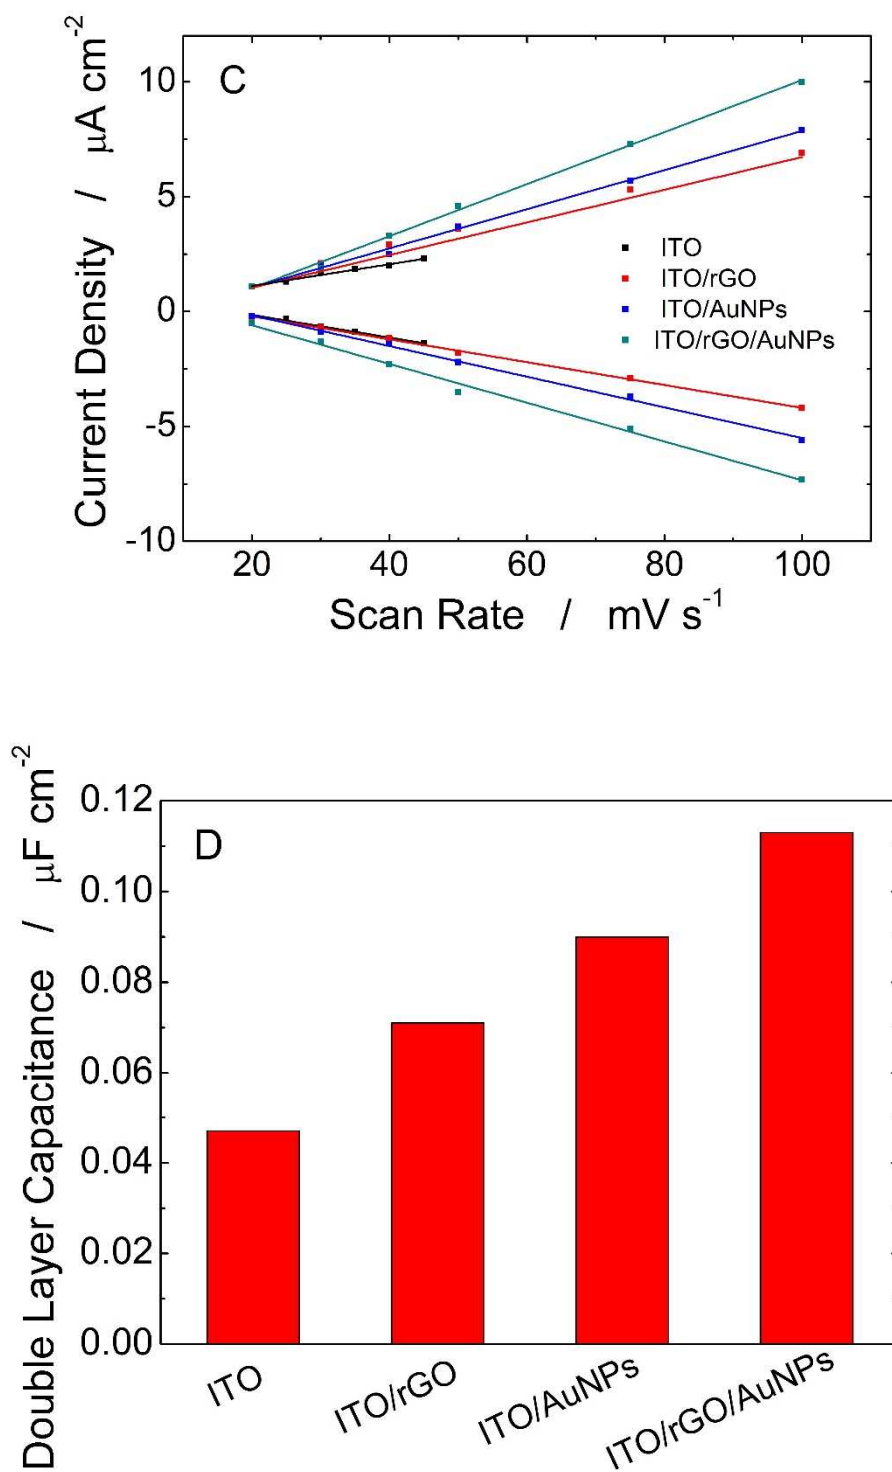 C
Current Density / μA cm-2
10
5
0
-5
-10
ITO
ITO/rGO
ITO/AuNPs
ITO/rGO/AuNPs
20 40 60 80 100
Scan Rate / mV s-1
D
Double Layer Capacitance / μF cm-2
0.12
0.10
0.08
0.06
0.04
0.02
0.00
ITO
ITO/rGO
ITO/AuNPs
ITO/rGO/AuNPs